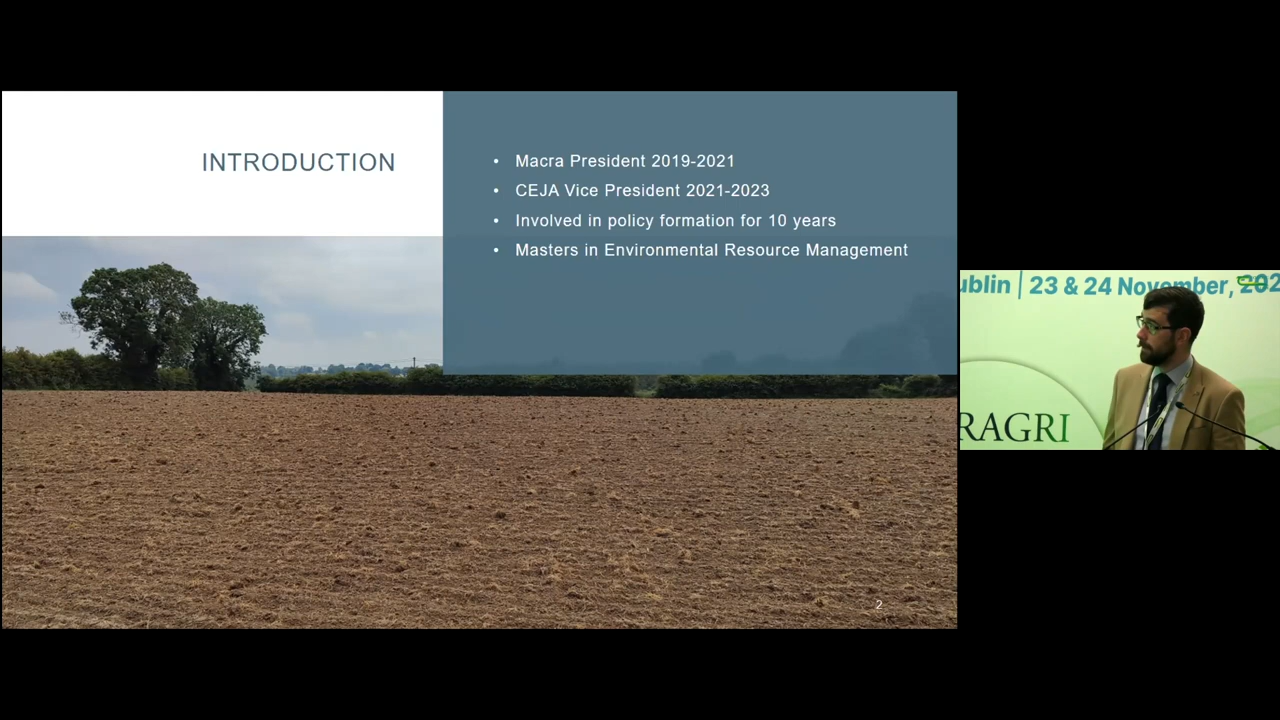 INTRODUCTION
• Macra President 2019-2021
• CEJA Vice President 2021-2023
• Involved in policy formation for 10 years
• Masters in Environmental Resource Management
ublin | 23 & 24 November, 202
RAGRI
2